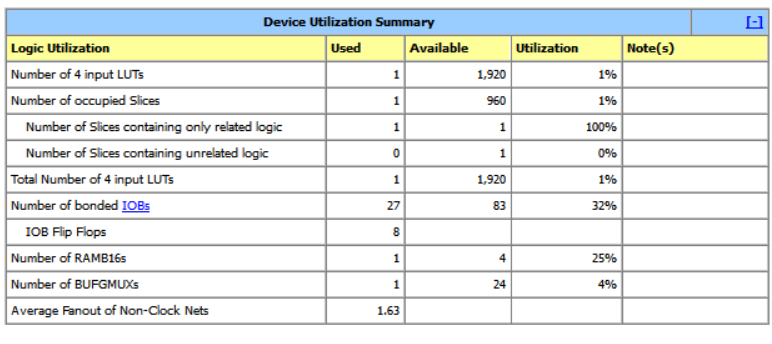 Device Utilization Summary [-]
Logic Utilization Used Available Utilization Note(s)
Number of 4 input LUTs 1 1,920 1%
Number of occupied Slices 1 960 1%
Number of Slices containing only related logic 1 1 100%
Number of Slices containing unrelated logic 0 1 0%
Total Number of 4 input LUTs 1 1,920 1%
Number of bonded IOBs 27 83 32%
IOB Flip Flops 8
Number of RAMB16s 1 4 25%
Number of BUFGMUXs 1 24 4%
Average Fanout of Non-Clock Nets 1.63